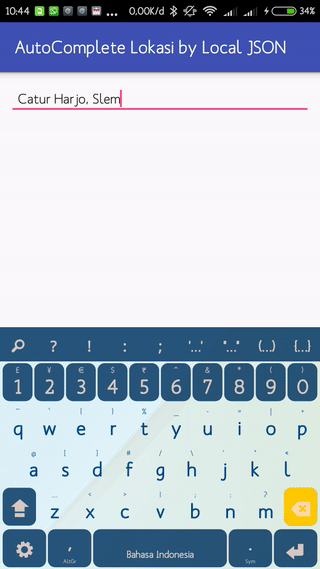 10:44 ... 0,00K/d 34%
AutoComplete Lokasi by Local JSON
Catur Harjo, Slem
? ! : ; '...' "..." (...) {...}
£ ¥ € $ ₹ ^ & * ( )
1 2 3 4 5 6 7 8 9 0
q w e r t y u i o p
@ [ ] # / \
a s d f g h j k l
z x c v b n m
, AltGr Bahasa Indonesia . Sym